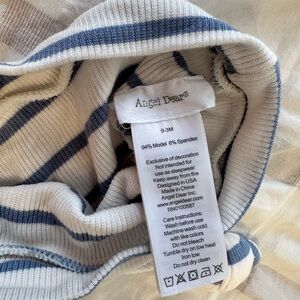 Angel Dear®
0-3M
94% Modal 6% Spandex
Exclusive of decoration
Not intended for
use as sleepwear
Keep away from fire
Designed in USA
Made in China
Angel Dear Inc.
www.angeldear.com
RN0100587
Care Instructions:
Wash before use
Machine wash cold
with like colors
Do not bleach
Tumble dry on low heat
Iron low
Do not dry clean